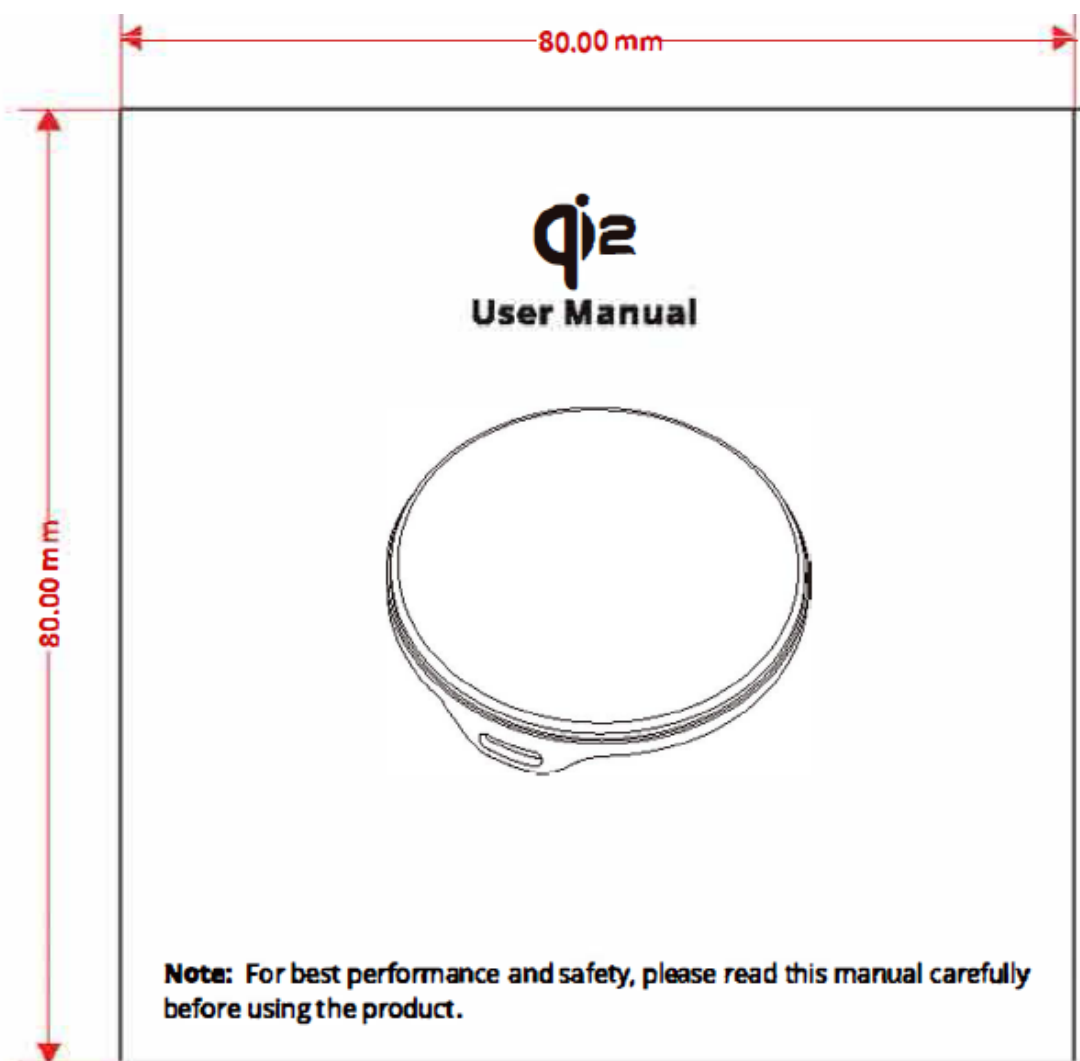 80.00 mm
80.00 mm
qi2
User Manual
Note: For best performance and safety, please read this manual carefully
before using the product.